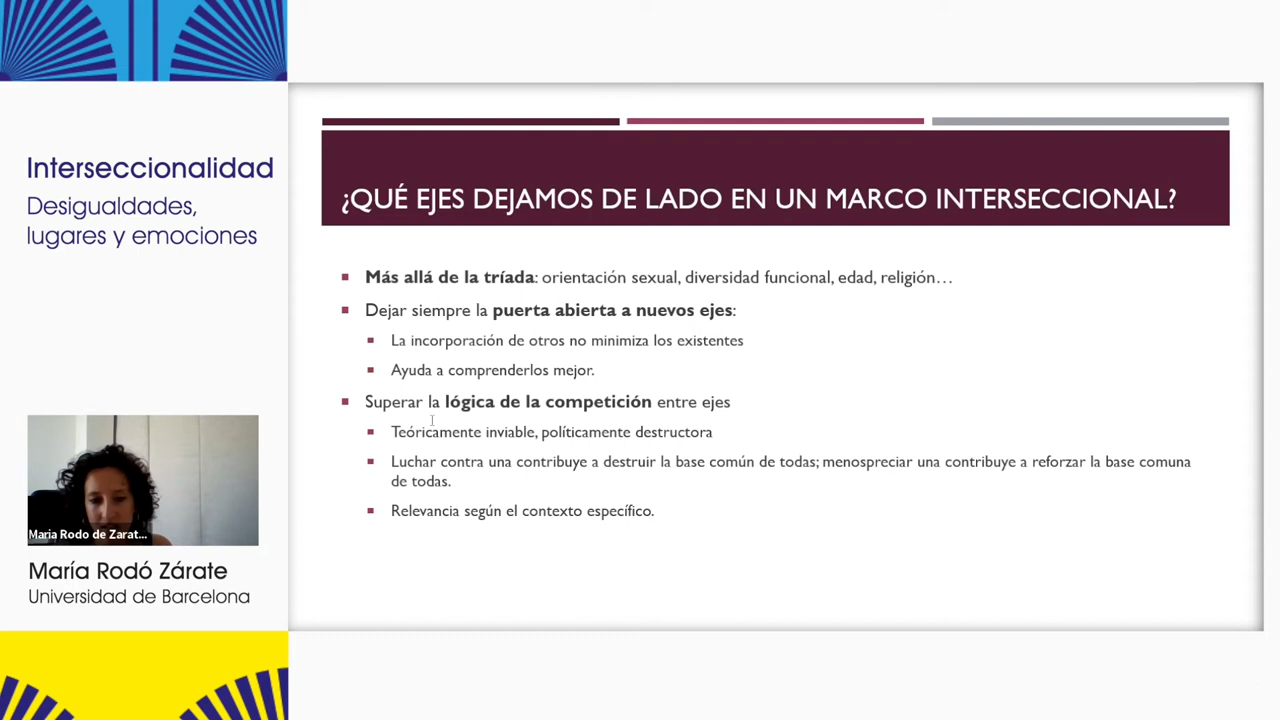 Interseccionalidad
Desigualdades,
lugares y emociones
¿QUÉ EJES DEJAMOS DE LADO EN UN MARCO INTERSECCIONAL?
Más allá de la tríada: orientación sexual, diversidad funcional, edad, religión…
Dejar siempre la puerta abierta a nuevos ejes:
La incorporación de otros no minimiza los existentes
Ayuda a comprenderlos mejor.
Superar la lógica de la competición entre ejes
Teóricamente inviable, políticamente destructora
Luchar contra una contribuye a destruir la base común de todas; menospreciar una contribuye a reforzar la base comuna
de todas.
Relevancia según el contexto específico.
Maria Rodo de Zarat...
María Rodó Zárate
Universidad de Barcelona